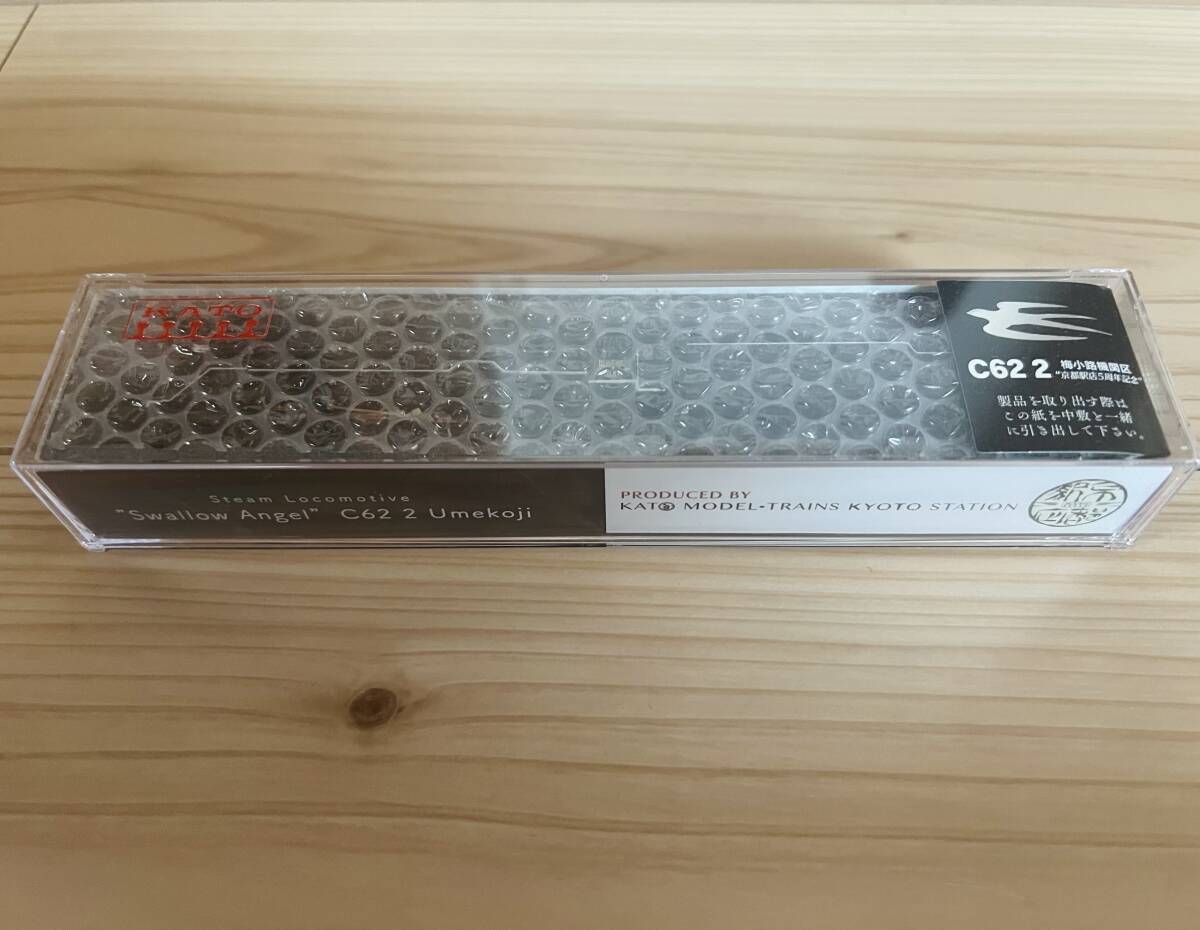 KATO
C62 2 梅小路機関区
"京都駅店5周年記念"
製品を取り出す際は
この紙を中敷と一緒
に引き出して下さい。
Steam Locomotive
"Swallow Angel" C62 2 Umekoji
PRODUCED BY
KATO MODEL-TRAINS KYOTO STATION